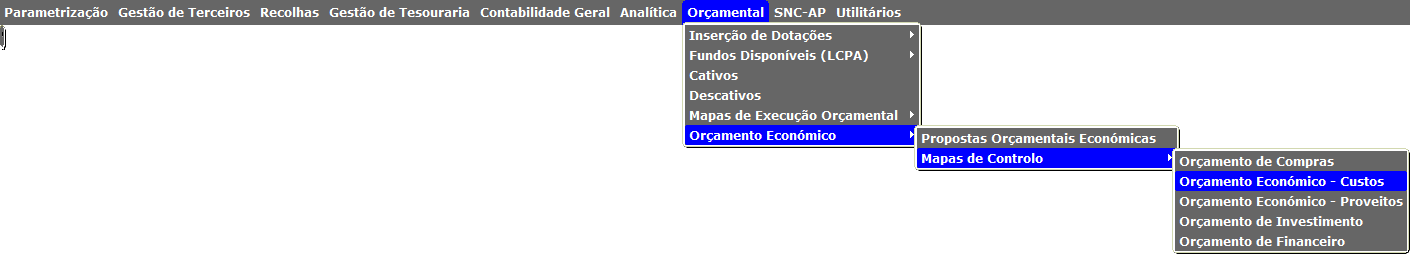 Parametrização Gestão de Terceiros Recolhas Gestão de Tesouraria Contabilidade Geral Analítica Orçamental SNC-AP Utilitários
Inserção de Dotações
Fundos Disponíveis (LCPA)
Cativos
Descativos
Mapas de Execução Orçamental
Orçamento Económico
Propostas Orçamentais Económicas
Mapas de Controlo
Orçamento de Compras
Orçamento Económico - Custos
Orçamento Económico - Proveitos
Orçamento de Investimento
Orçamento de Financeiro